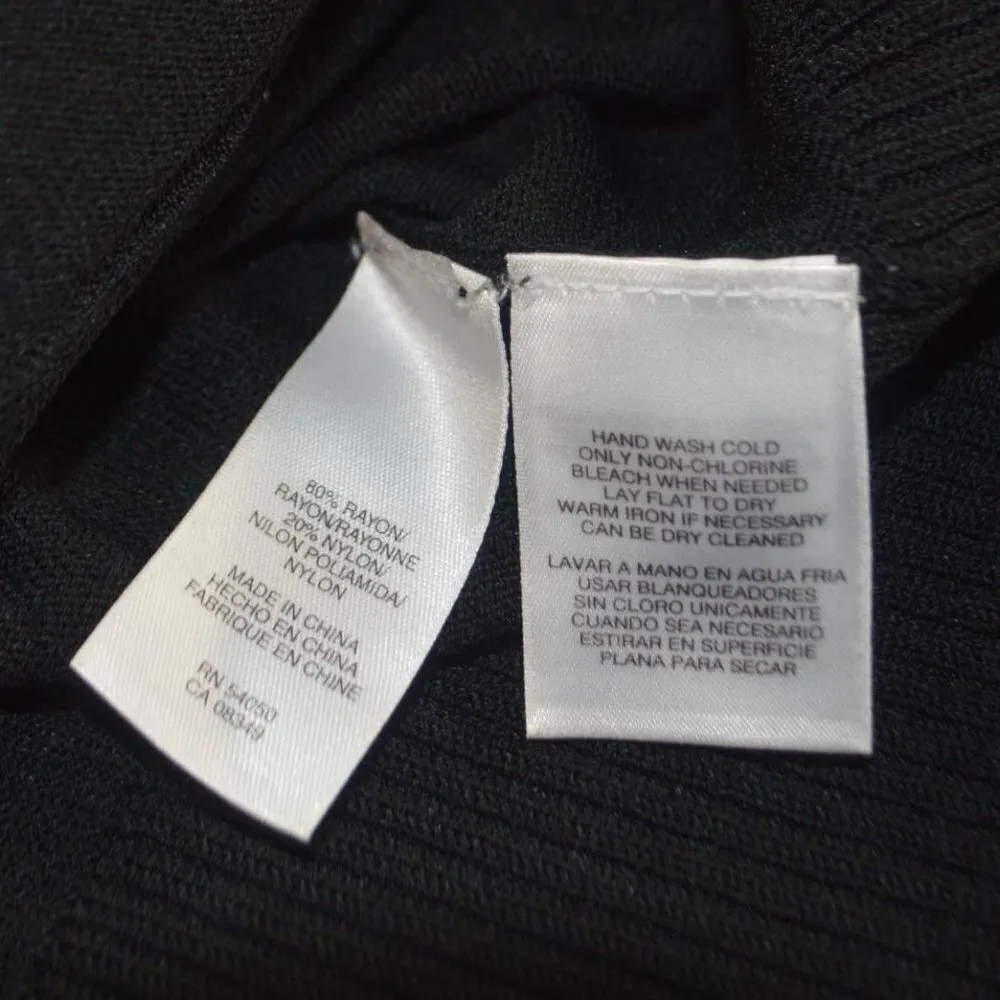 80% RAYON/
RAYON/RAYONNE
20% NYLON/
NILON POLIAMIDA/
NYLON
MADE IN CHINA
HECHO EN CHINA
FABRIQUE EN CHINE
RN 54050
CA 08349
HAND WASH COLD
ONLY NON-CHLORINE
BLEACH WHEN NEEDED
LAY FLAT TO DRY
WARM IRON IF NECESSARY
CAN BE DRY CLEANED
LAVAR A MANO EN AGUA FRIA
USAR BLANQUEADORES
SIN CLORO UNICAMENTE
CUANDO SEA NECESARIO
ESTIRAR EN SUPERFICIE
PLANA PARA SECAR